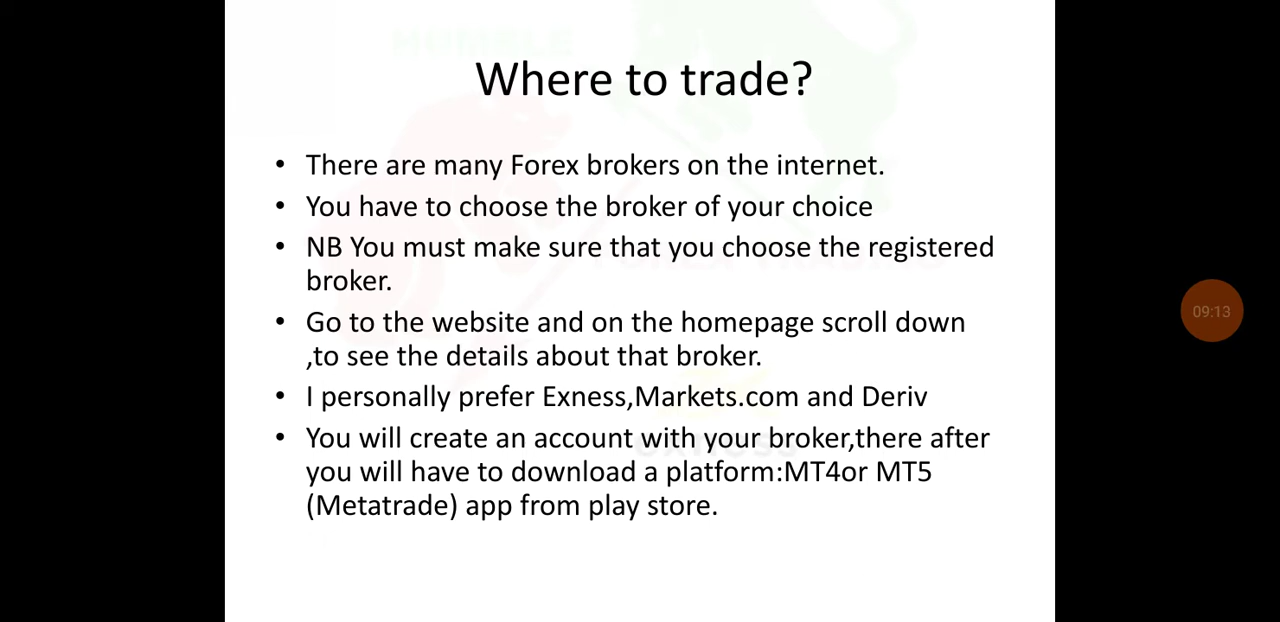 Where to trade?
• There are many Forex brokers on the internet.
• You have to choose the broker of your choice
• NB You must make sure that you choose the registered
broker.
• Go to the website and on the homepage scroll down
,to see the details about that broker.
• I personally prefer Exness,Markets.com and Deriv
• You will create an account with your broker,there after
you will have to download a platform:MT4or MT5
(Metatrade) app from play store.
09:13